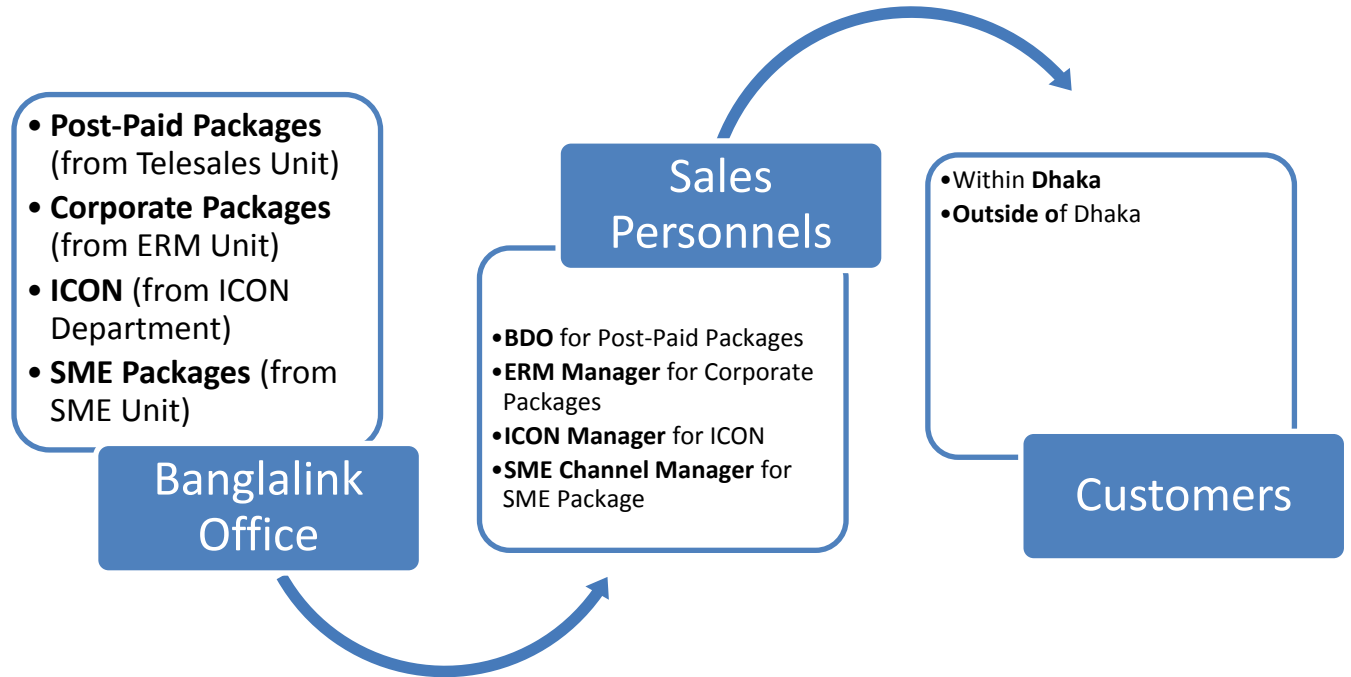 • Post-Paid Packages
(from Telesales Unit)
• Corporate Packages
(from ERM Unit)
• ICON (from ICON
Department)
• SME Packages (from
SME Unit)
Banglalink
Office
Sales
Personnels
•BDO for Post-Paid Packages
•ERM Manager for Corporate
Packages
•ICON Manager for ICON
•SME Channel Manager for
SME Package
•Within Dhaka
•Outside of Dhaka
Customers